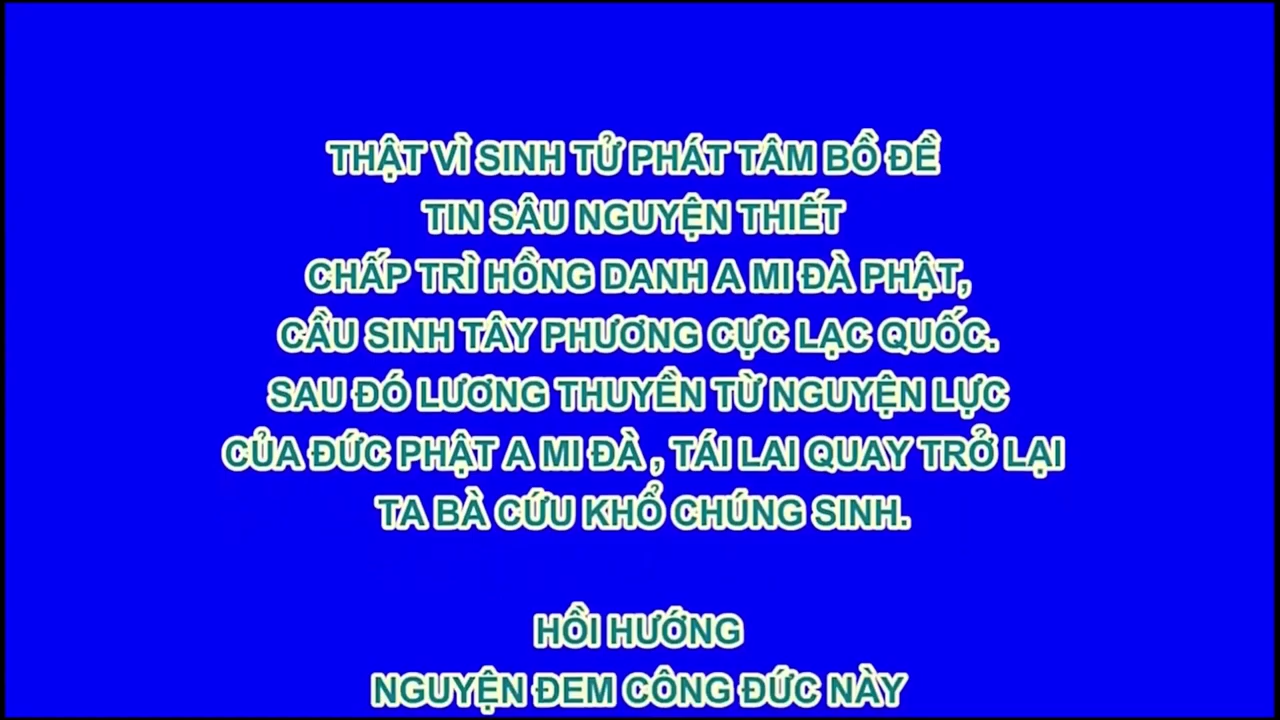 THẬT VÌ SINH TỬ PHÁT TÂM BỒ ĐỀ
TIN SÂU NGUYỆN THIẾT
CHẤP TRÌ HỒNG DANH A MI ĐÀ PHẬT,
CẦU SINH TÂY PHƯƠNG CỰC LẠC QUỐC.
SAU ĐÓ LƯƠNG THUYỀN TỪ NGUYỆN LỰC
CỦA ĐỨC PHẬT A MI ĐÀ , TÁI LAI QUAY TRỞ LẠI
TA BÀ CỨU KHỔ CHÚNG SINH.
HỒI HƯỚNG
NGUYỆN ĐEM CÔNG ĐỨC NÀY